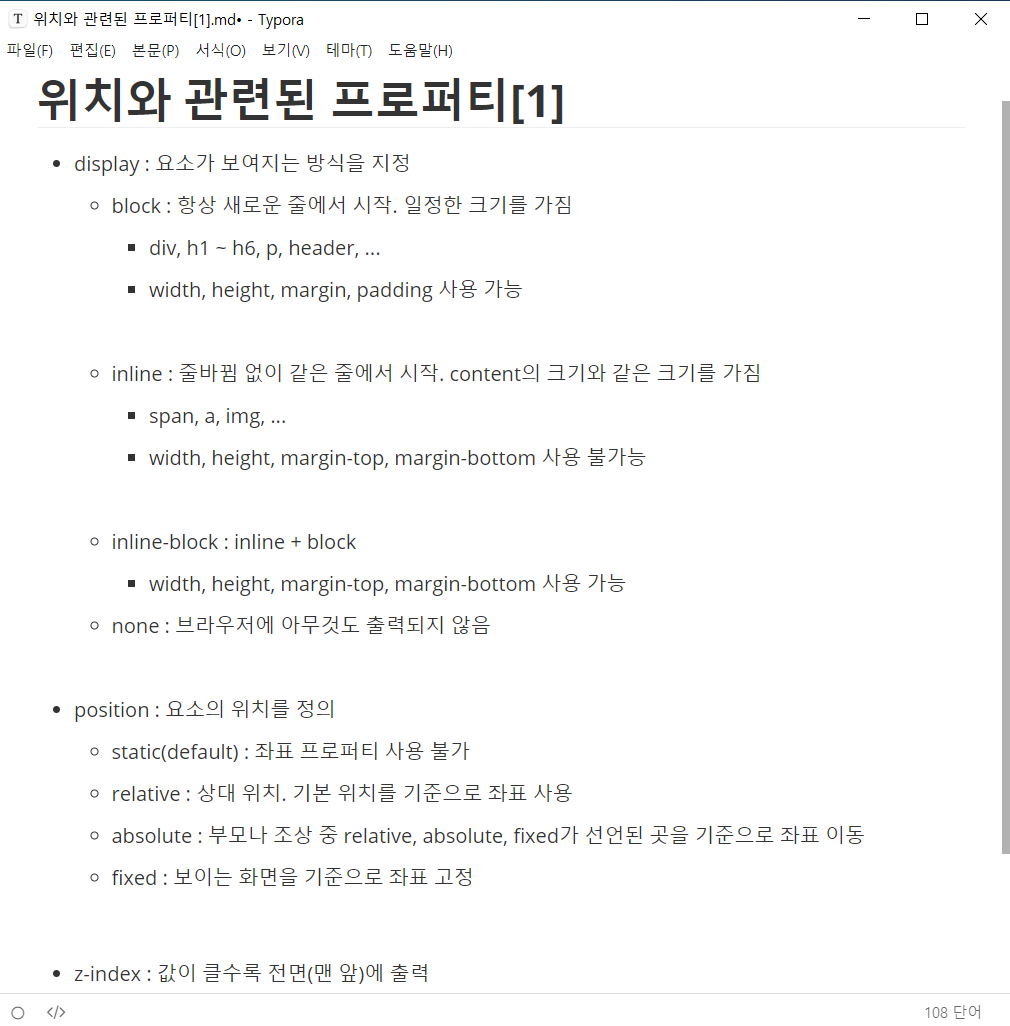 위치와 관련된 프로퍼티[1].md• - Typora
파일(F) 편집(E) 본문(P) 서식(O) 보기(V) 테마(T) 도움말(H)
위치와 관련된 프로퍼티[1]
display : 요소가 보여지는 방식을 지정
block : 항상 새로운 줄에서 시작. 일정한 크기를 가짐
div, h1 ~ h6, p, header, ...
width, height, margin, padding 사용 가능
inline : 줄바뀜 없이 같은 줄에서 시작. content의 크기와 같은 크기를 가짐
span, a, img, ...
width, height, margin-top, margin-bottom 사용 불가능
inline-block : inline + block
width, height, margin-top, margin-bottom 사용 가능
none : 브라우저에 아무것도 출력되지 않음
position : 요소의 위치를 정의
static(default) : 좌표 프로퍼티 사용 불가
relative : 상대 위치. 기본 위치를 기준으로 좌표 사용
absolute : 부모나 조상 중 relative, absolute, fixed가 선언된 곳을 기준으로 좌표 이동
fixed : 보이는 화면을 기준으로 좌표 고정
z-index : 값이 클수록 전면(맨 앞)에 출력
</> 108 단어